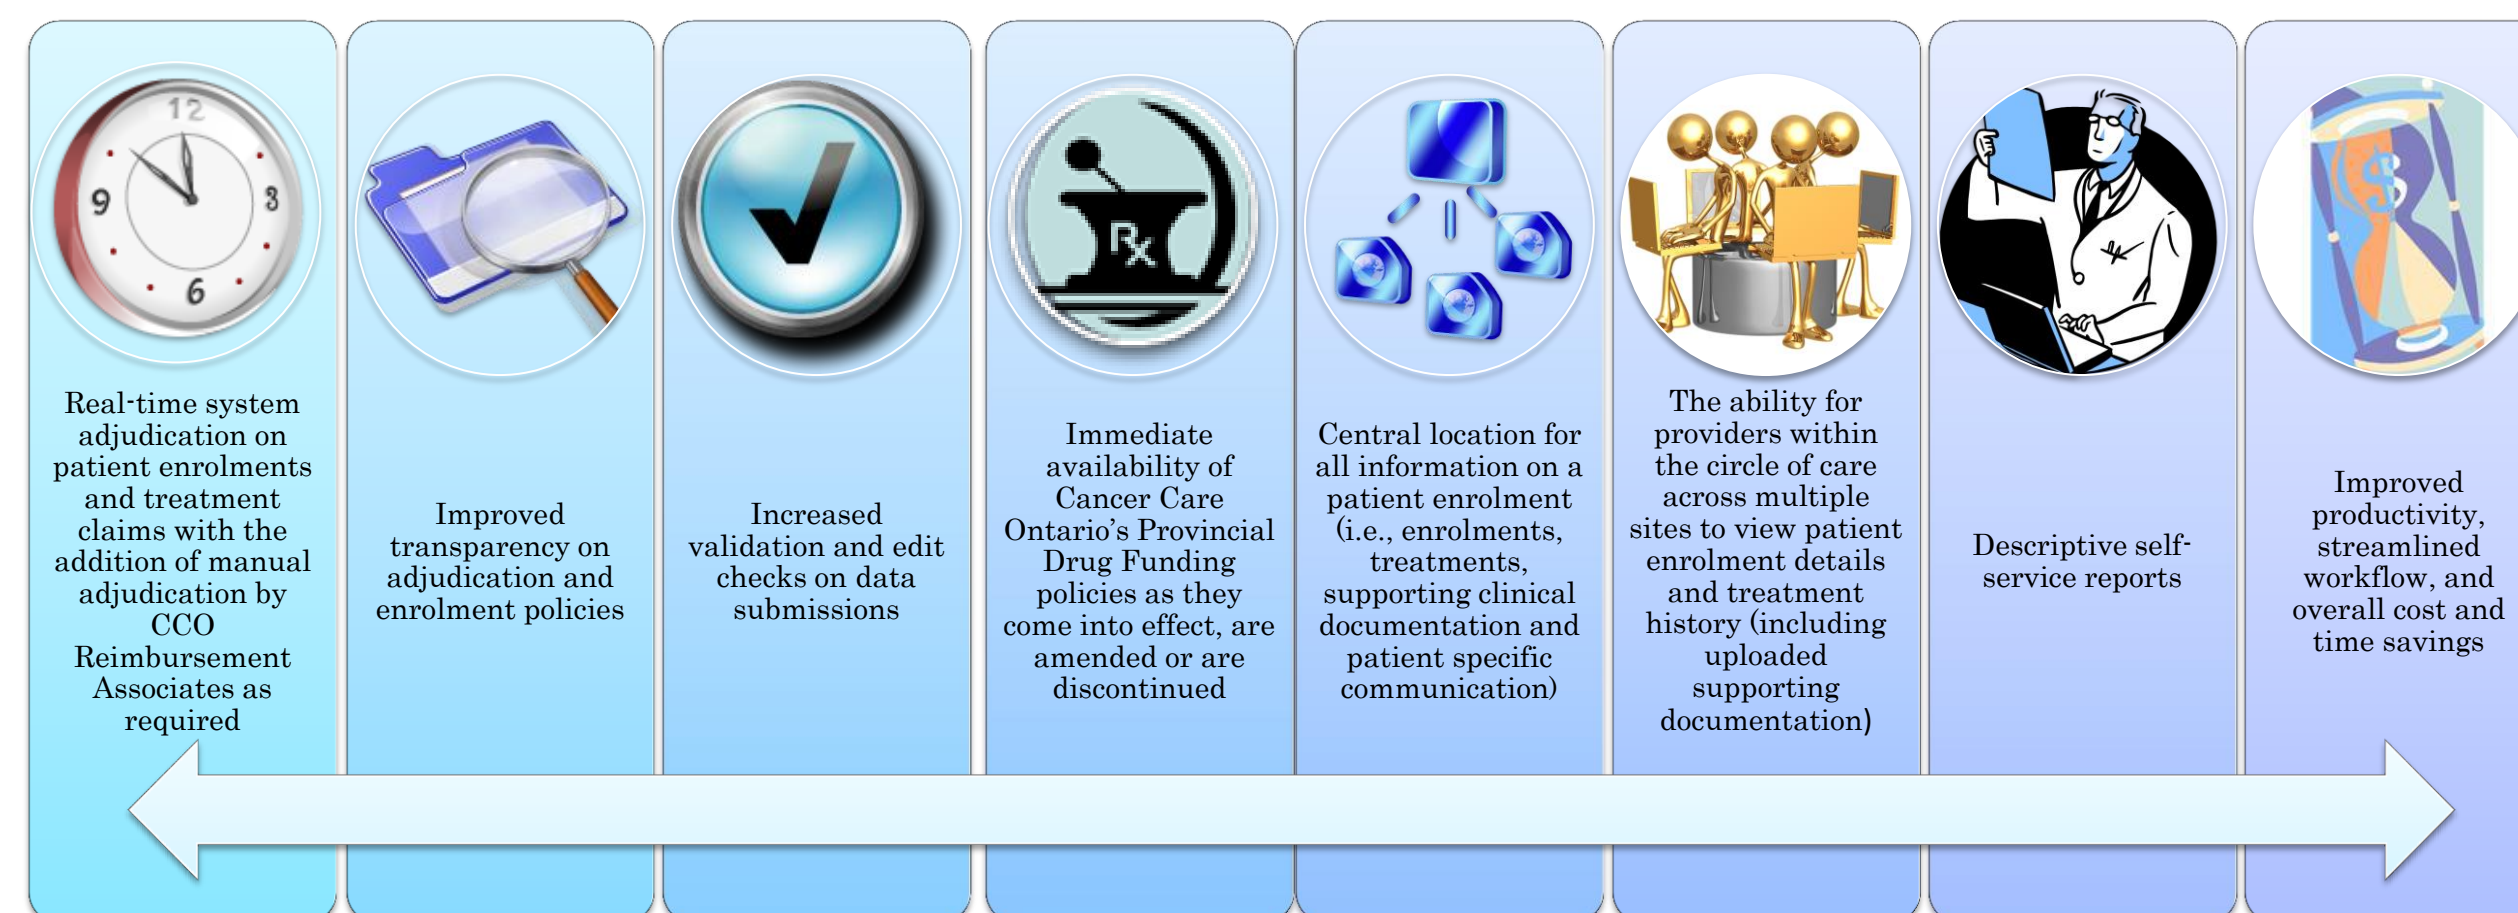 12
9
3
6
Real-time system
adjudication on
patient enrolments
and treatment
claims with the
addition of manual
adjudication by
CCO
Reimbursement
Associates as
required
Improved
transparency on
adjudication and
enrolment policies
Increased
validation and edit
checks on data
submissions
Rx
Immediate
availability of
Cancer Care
Ontario’s Provincial
Drug Funding
policies as they
come into effect, are
amended or are
discontinued
Central location for
all information on a
patient enrolment
(i.e., enrolments,
treatments,
supporting clinical
documentation and
patient specific
communication)
The ability for
providers within
the circle of care
across multiple
sites to view patient
enrolment details
and treatment
history (including
uploaded
supporting
documentation)
Descriptive self-
service reports
$
Improved
productivity,
streamlined
workflow, and
overall cost and
time savings